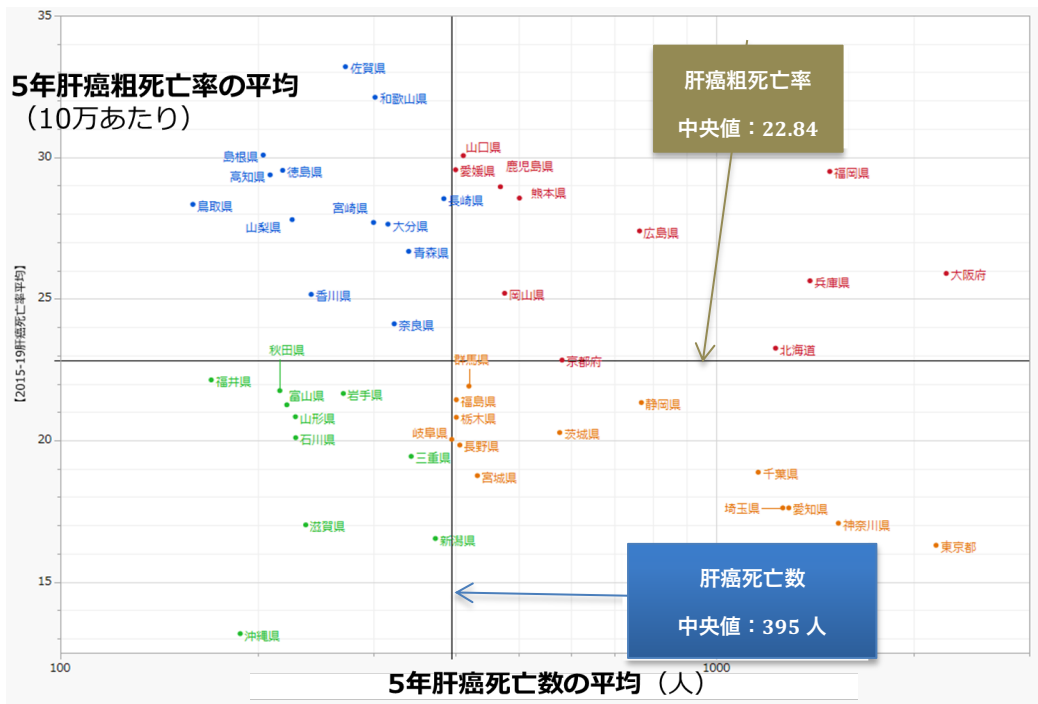 35
佐賀県
5年肝癌粗死亡率の平均
（10万あたり）
和歌山県
肝癌粗死亡率
中央値：22.84
山口県
30
島根県
愛媛県
鹿児島県
高知県
徳島県
福岡県
熊本県
鳥取県
宮崎県
長崎県
山梨県
大分県
広島県
青森県
大阪府
兵庫県
25
香川県
岡山県
奈良県
北海道
秋田県
群馬県
京都府
福井県
富山県
岩手県
福島県
静岡県
山形県
栃木県
20
石川県
岐阜県
長野県
茨城県
三重県
宮城県
千葉県
埼玉県
愛知県
滋賀県
神奈川県
新潟県
東京都
15
肝癌死亡数
中央値：395 人
沖縄県
【2015-19肝癌死亡率平均】
100
1000
5年肝癌死亡数の平均（人）